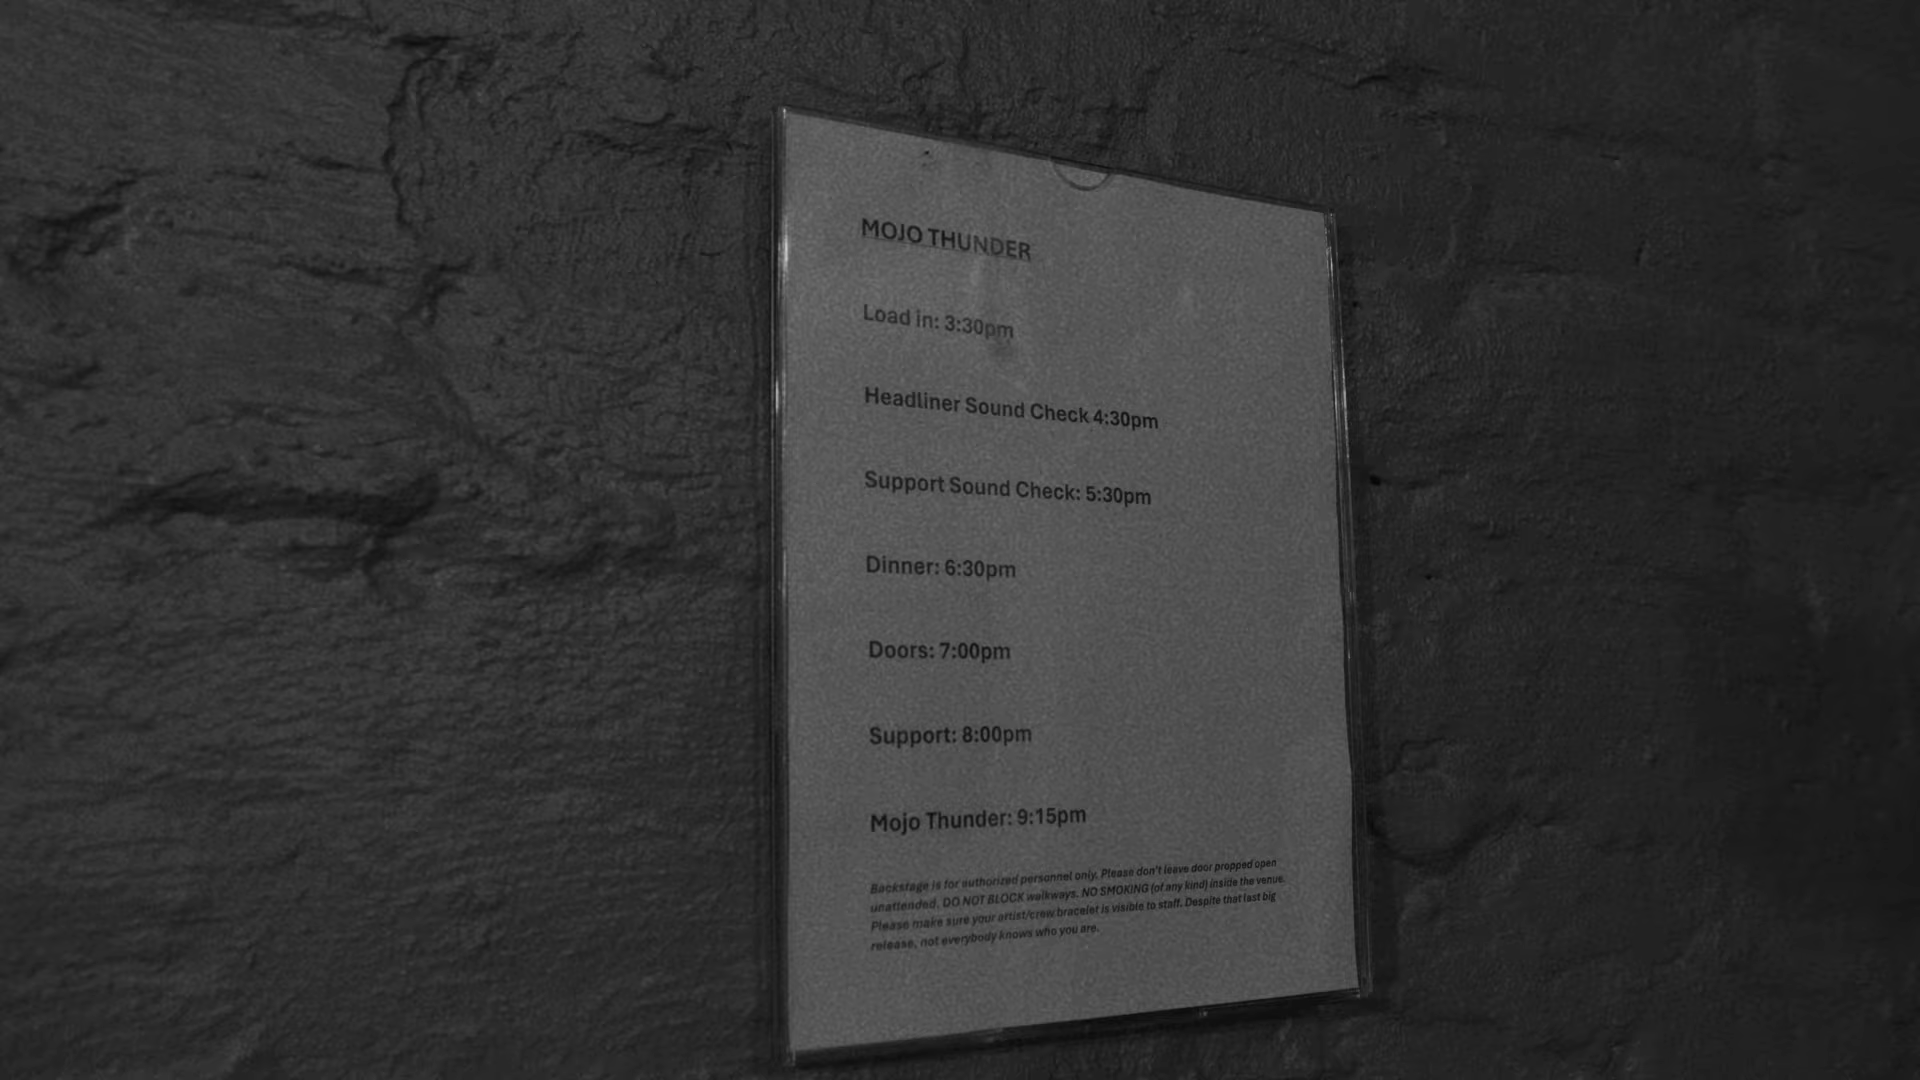 MOJO THUNDER
Load in: 3:30pm
Headliner Sound Check 4:30pm
Support Sound Check: 5:30pm
Dinner: 6:30pm
Doors: 7:00pm
Support: 8:00pm
Mojo Thunder: 9:15pm
Backstage is for authorized personnel only. Please don't leave door propped open
unattended. DO NOT BLOCK walkways. NO SMOKING (of any kind) inside the venue.
Please make sure your artist/crew bracelet is visible to staff. Despite that last big
release, not everybody knows who you are.